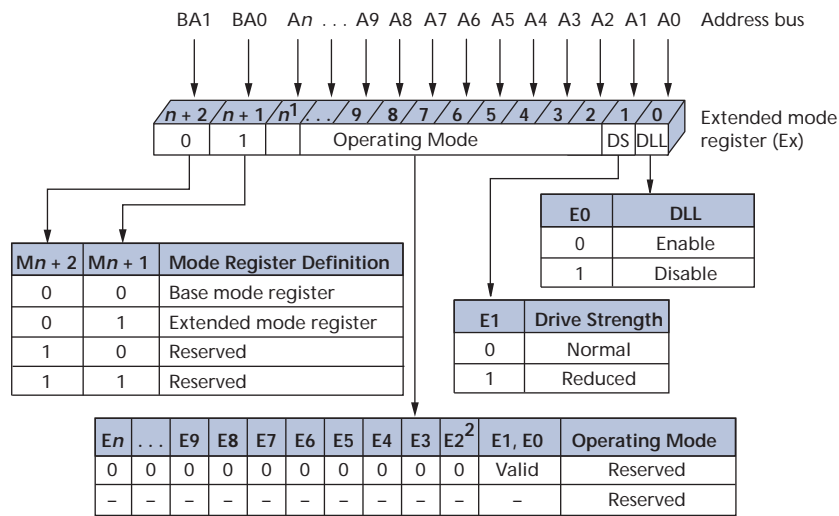 BA1 BA0 An ... A9 A8 A7 A6 A5 A4 A3 A2 A1 A0 Address bus
n + 2 n + 1 n1 ... 9 8 7 6 5 4 3 2 1 0
Extended mode
register (Ex)
0 1 Operating Mode DS DLL
E0 DLL
0 Enable
1 Disable
Mn + 2 Mn + 1 Mode Register Definition
0 0 Base mode register
0 1 Extended mode register
1 0 Reserved
1 1 Reserved
E1 Drive Strength
0 Normal
1 Reduced
En ... E9 E8 E7 E6 E5 E4 E3 E2² E1, E0 Operating Mode
0 0 0 0 0 0 0 0 0 0 Valid Reserved
– – – – – – – – – – – Reserved